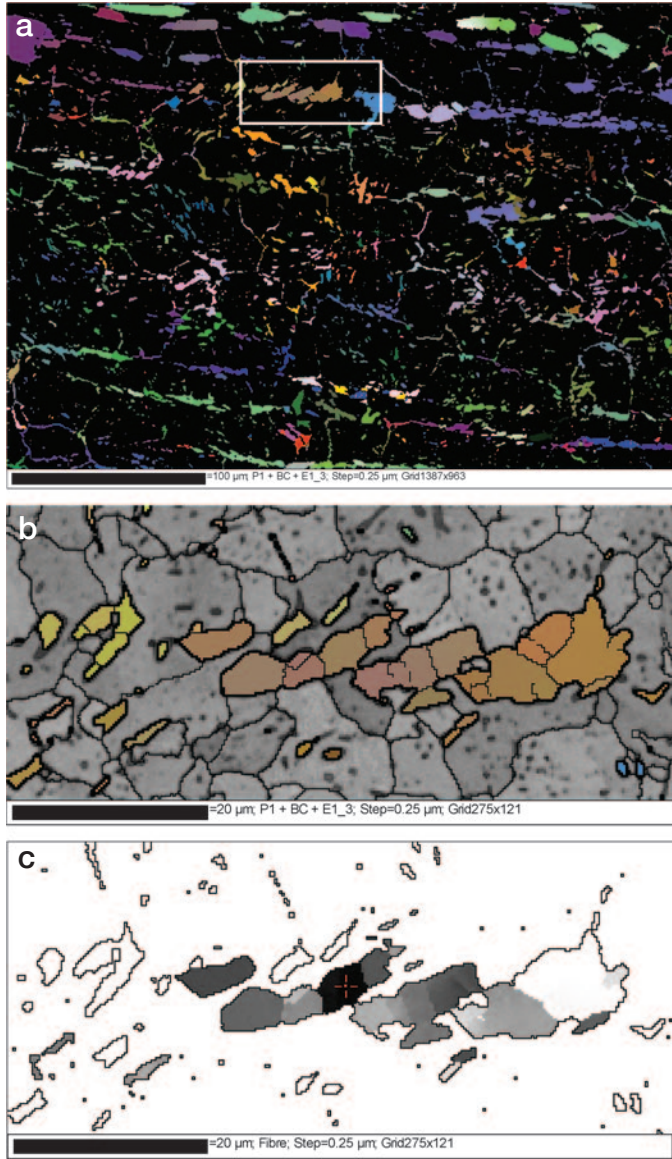 a
=100 µm; P1 + BC + E1_3; Step=0.25 µm; Grid1387x963
b
=20 µm; P1 + BC + E1_3; Step=0.25 µm; Grid275x121
c
=20 µm; Fibre; Step=0.25 µm; Grid275x121